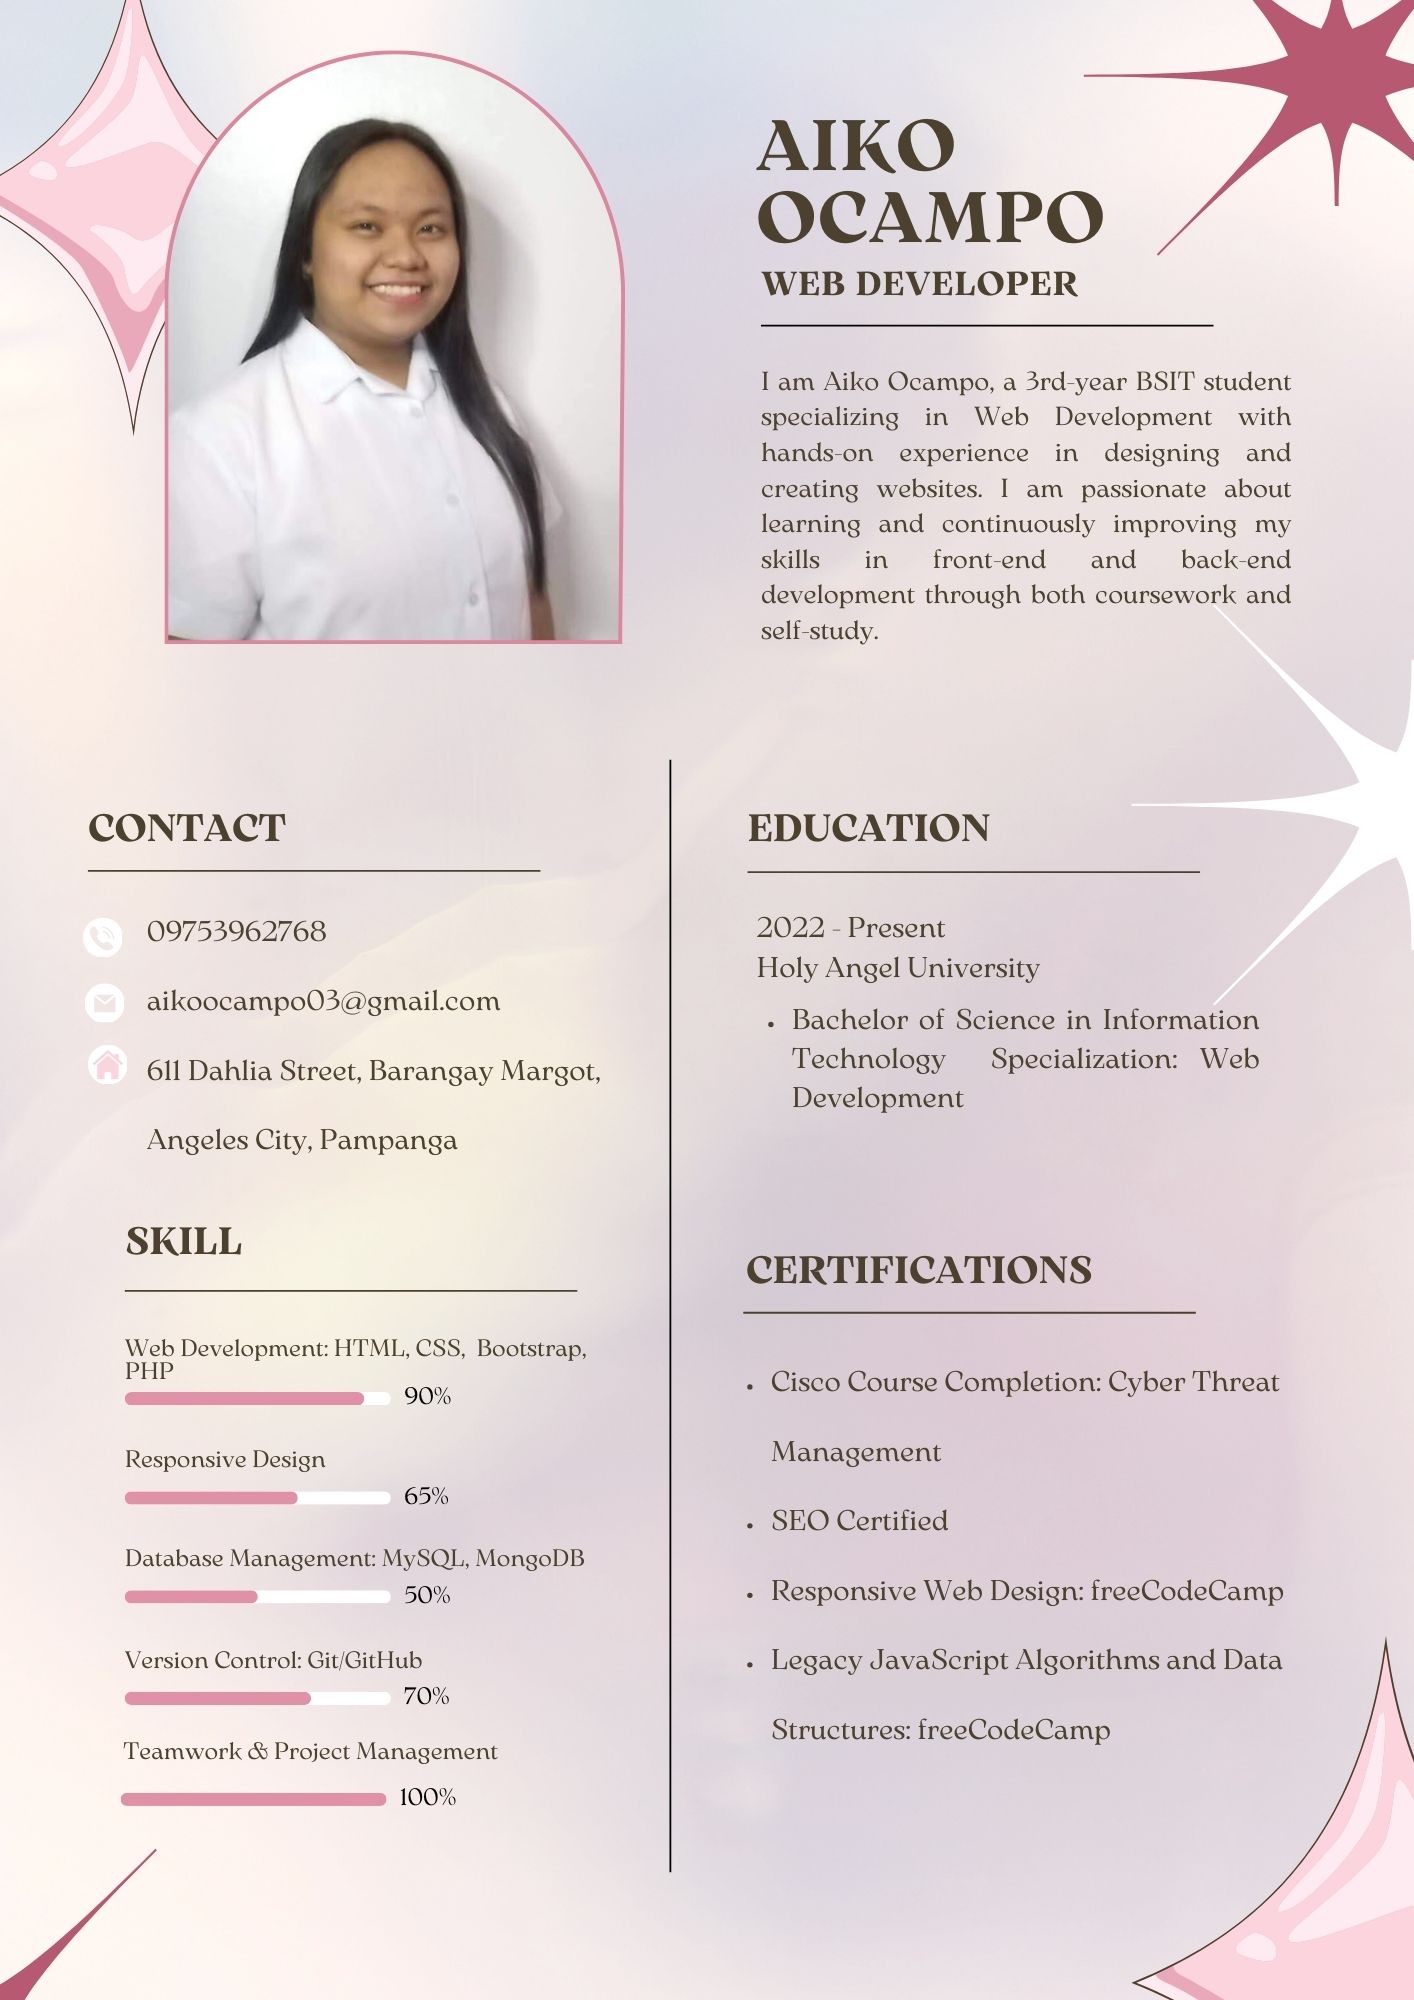 AIKO
OCAMPO
WEB DEVELOPER
I am Aiko Ocampo, a 3rd-year BSIT student
specializing in Web Development with
hands-on experience in designing and
creating websites. I am passionate about
learning and continuously improving my
skills in front-end and back-end
development through both coursework and
self-study.
CONTACT
09753962768
aikoocampo03@gmail.com
611 Dahlia Street, Barangay Margot,
Angeles City, Pampanga
SKILL
Web Development: HTML, CSS, Bootstrap,
PHP
90%
Responsive Design
65%
Database Management: MySQL, MongoDB
50%
Version Control: Git/GitHub
70%
Teamwork & Project Management
100%
EDUCATION
2022 - Present
Holy Angel University
• Bachelor of Science in Information
Technology Specialization: Web
Development
CERTIFICATIONS
• Cisco Course Completion: Cyber Threat
Management
• SEO Certified
• Responsive Web Design: freeCodeCamp
• Legacy JavaScript Algorithms and Data
Structures: freeCodeCamp